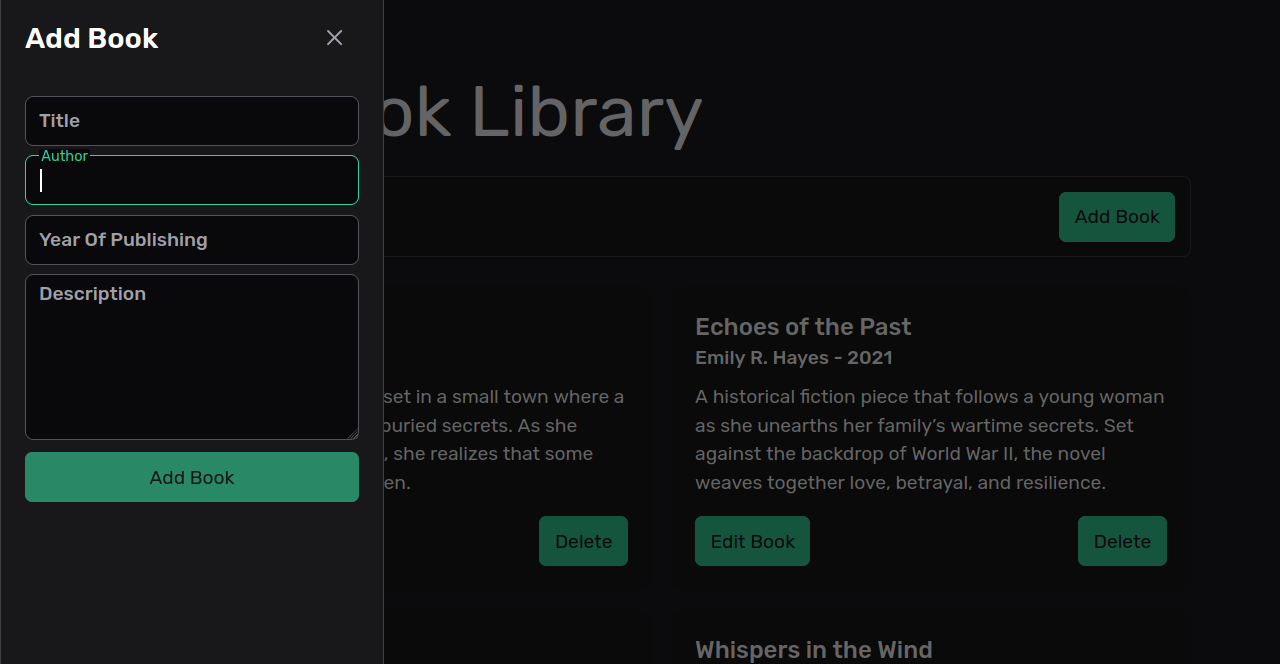 Add Book
Title
Author
Year Of Publishing
Description
Add Book
ok Library
Add Book
set in a small town where a
buried secrets. As she
, she realizes that some
en.
Delete
Echoes of the Past
Emily R. Hayes - 2021
A historical fiction piece that follows a young woman
as she unearths her family's wartime secrets. Set
against the backdrop of World War II, the novel
weaves together love, betrayal, and resilience.
Edit Book
Delete
Whispers in the Wind